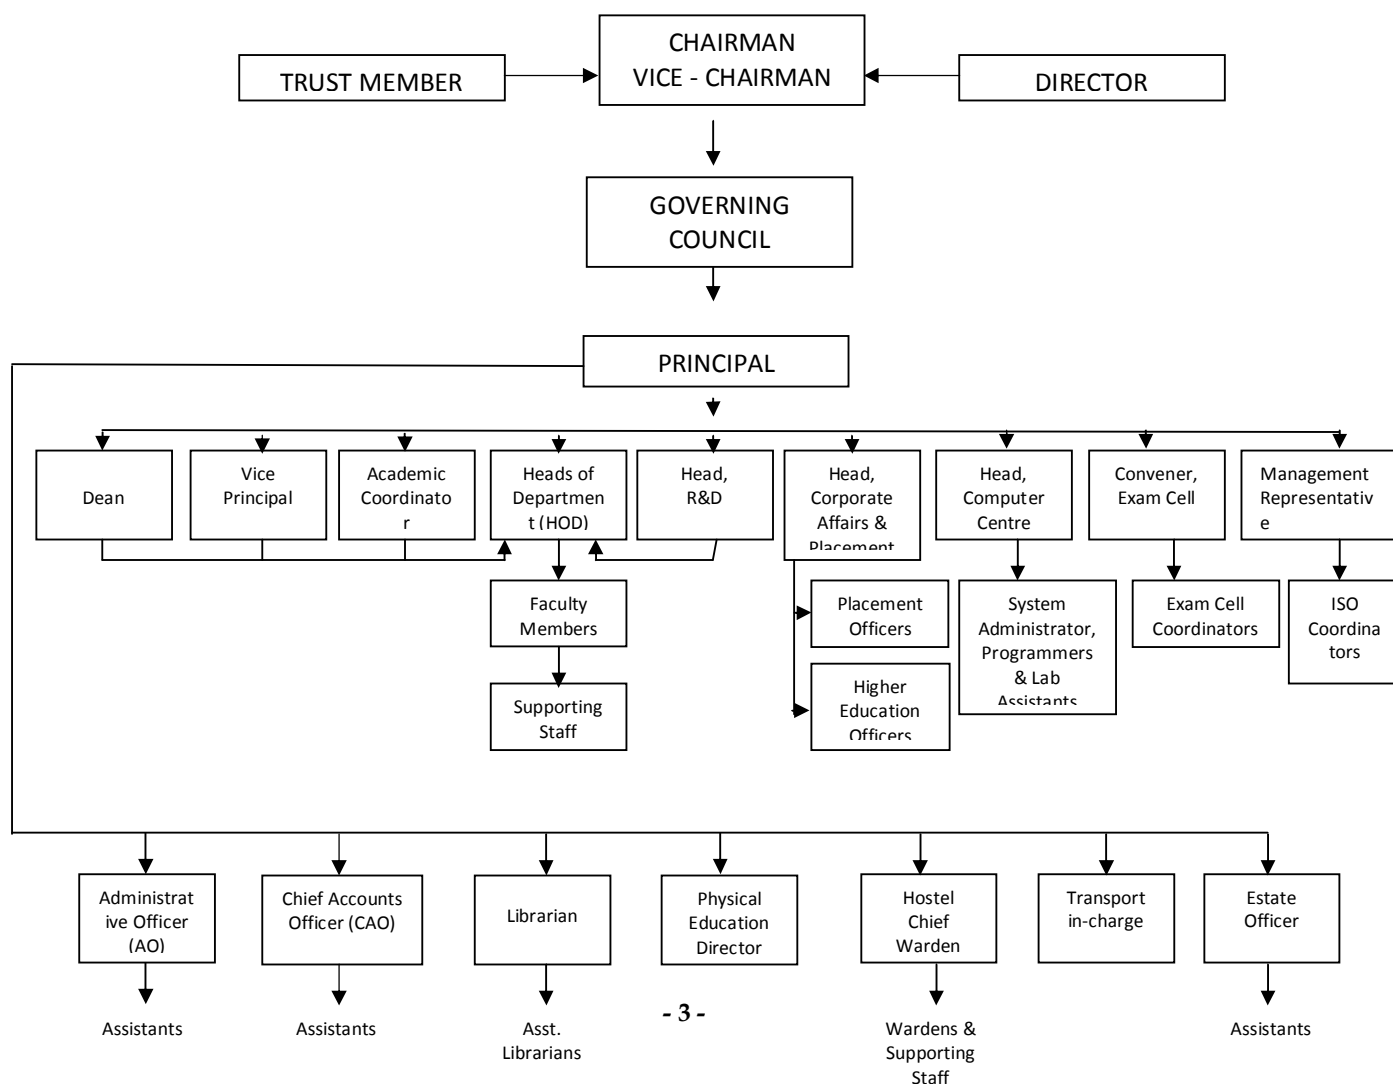 CHAIRMAN
VICE - CHAIRMAN
TRUST MEMBER
DIRECTOR
GOVERNING
COUNCIL
PRINCIPAL
Dean
Vice
Principal
Academic
Coordinato
r
Heads of
Departmen
t (HOD)
Head,
R&D
Head,
Corporate
Affairs &
Placement
Head,
Computer
Centre
Convener,
Exam Cell
Management
Representativ
e
Faculty
Members
Supporting
Staff
Placement
Officers
Higher
Education
Officers
System
Administrator,
Programmers
& Lab
Assistants
Exam Cell
Coordinators
ISO
Coordina
tors
Administrat
ive Officer
(AO)
Chief Accounts
Officer (CAO)
Librarian
Physical
Education
Director
Hostel
Chief
Warden
Transport
in-charge
Estate
Officer
Assistants
Assistants
Asst.
Librarians
- 3 -
Wardens &
Supporting
Staff
Assistants